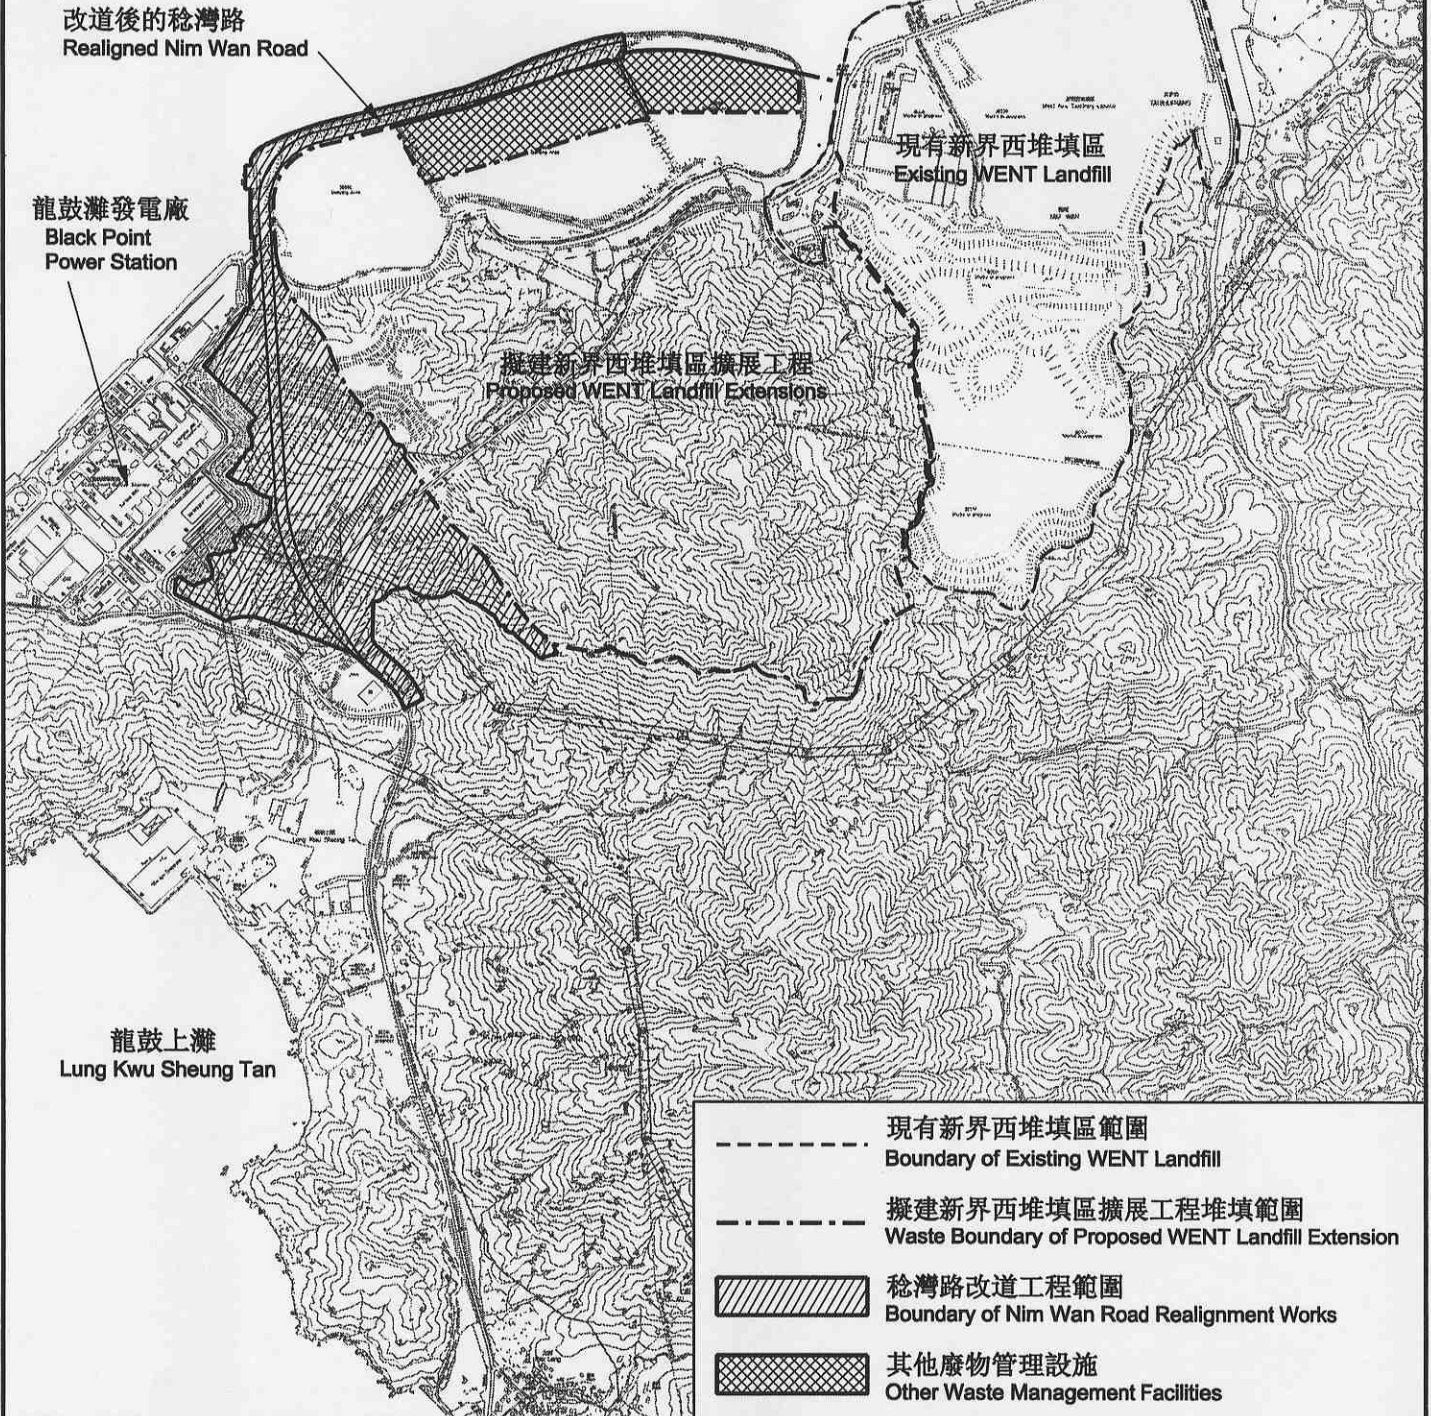 改道後的稔灣路
Realigned Nim Wan Road
龍鼓灘發電廠
Black Point
Power Station
現有新界西堆填區
Existing WENT Landfill
擬建新界西堆填區擴展工程
Proposed WENT Landfill Extensions
龍鼓上灘
Lung Kwu Sheung Tan
現有新界西堆填區範圍
Boundary of Existing WENT Landfill
擬建新界西堆填區擴展工程堆填範圍
Waste Boundary of Proposed WENT Landfill Extension
稔灣路改道工程範圍
Boundary of Nim Wan Road Realignment Works
其他廢物管理設施
Other Waste Management Facilities